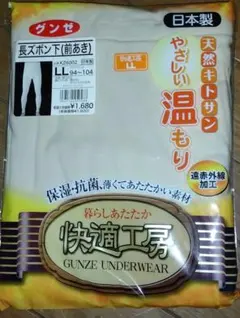 グンゼ
日本製
長ズボン下(前あき)
LL 94~104
¥1,680
LL
天然キトサン
やさしい
温もり
遠赤外線
加工
保湿・抗菌、薄くてあたたかい素材
暮らしあたたか
快適工房
GUNZE UNDERWEAR